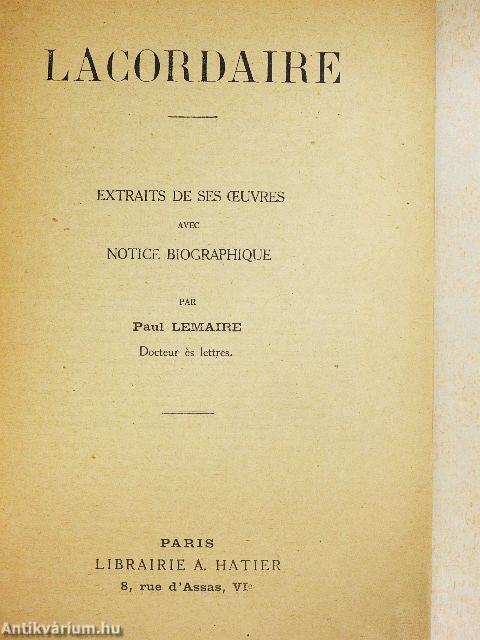 LACORDAIRE
EXTRAITS DE SES ŒUVRES
AVEC
NOTICE BIOGRAPHIQUE
PAR
Paul LEMAIRE
Docteur ès lettres.
PARIS
LIBRAIRIE A. HATIER
8, rue d'Assas, VIᵉ
Antikvárium.hu